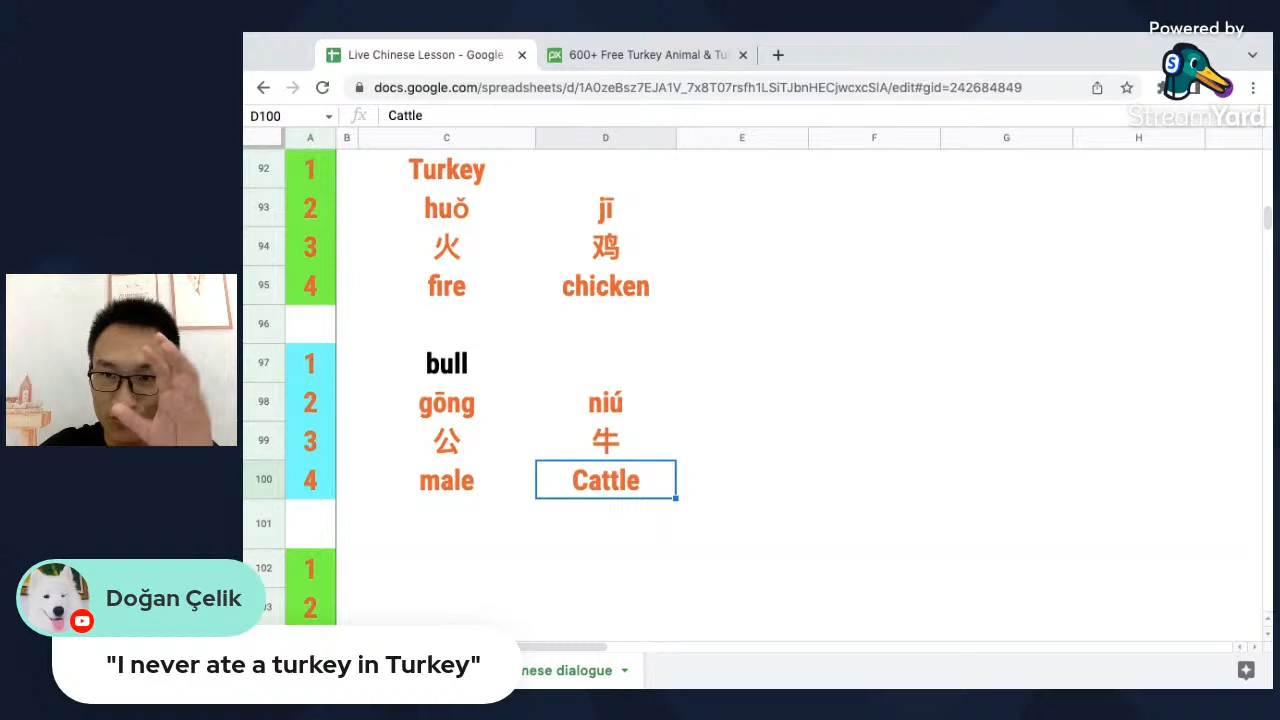 Powered by
StreamYard
Live Chinese Lesson - Google
600+ Free Turkey Animal & Tu
docs.google.com/spreadsheets/d/1A0zeBsz7EJA1V_7x8T07rsfh1LSiTJbnHECjwcxcSlA/edit#gid=242684849
D100 fx Cattle
A B C D E F G H
92 1 Turkey
93 2 huǒ jī
94 3 火 鸡
95 4 fire chicken
96
97 1 bull
98 2 gōng niú
99 3 公 牛
100 4 male Cattle
101
102 1
03 2
Doğan Çelik
"I never ate a turkey in Turkey"
nese dialogue